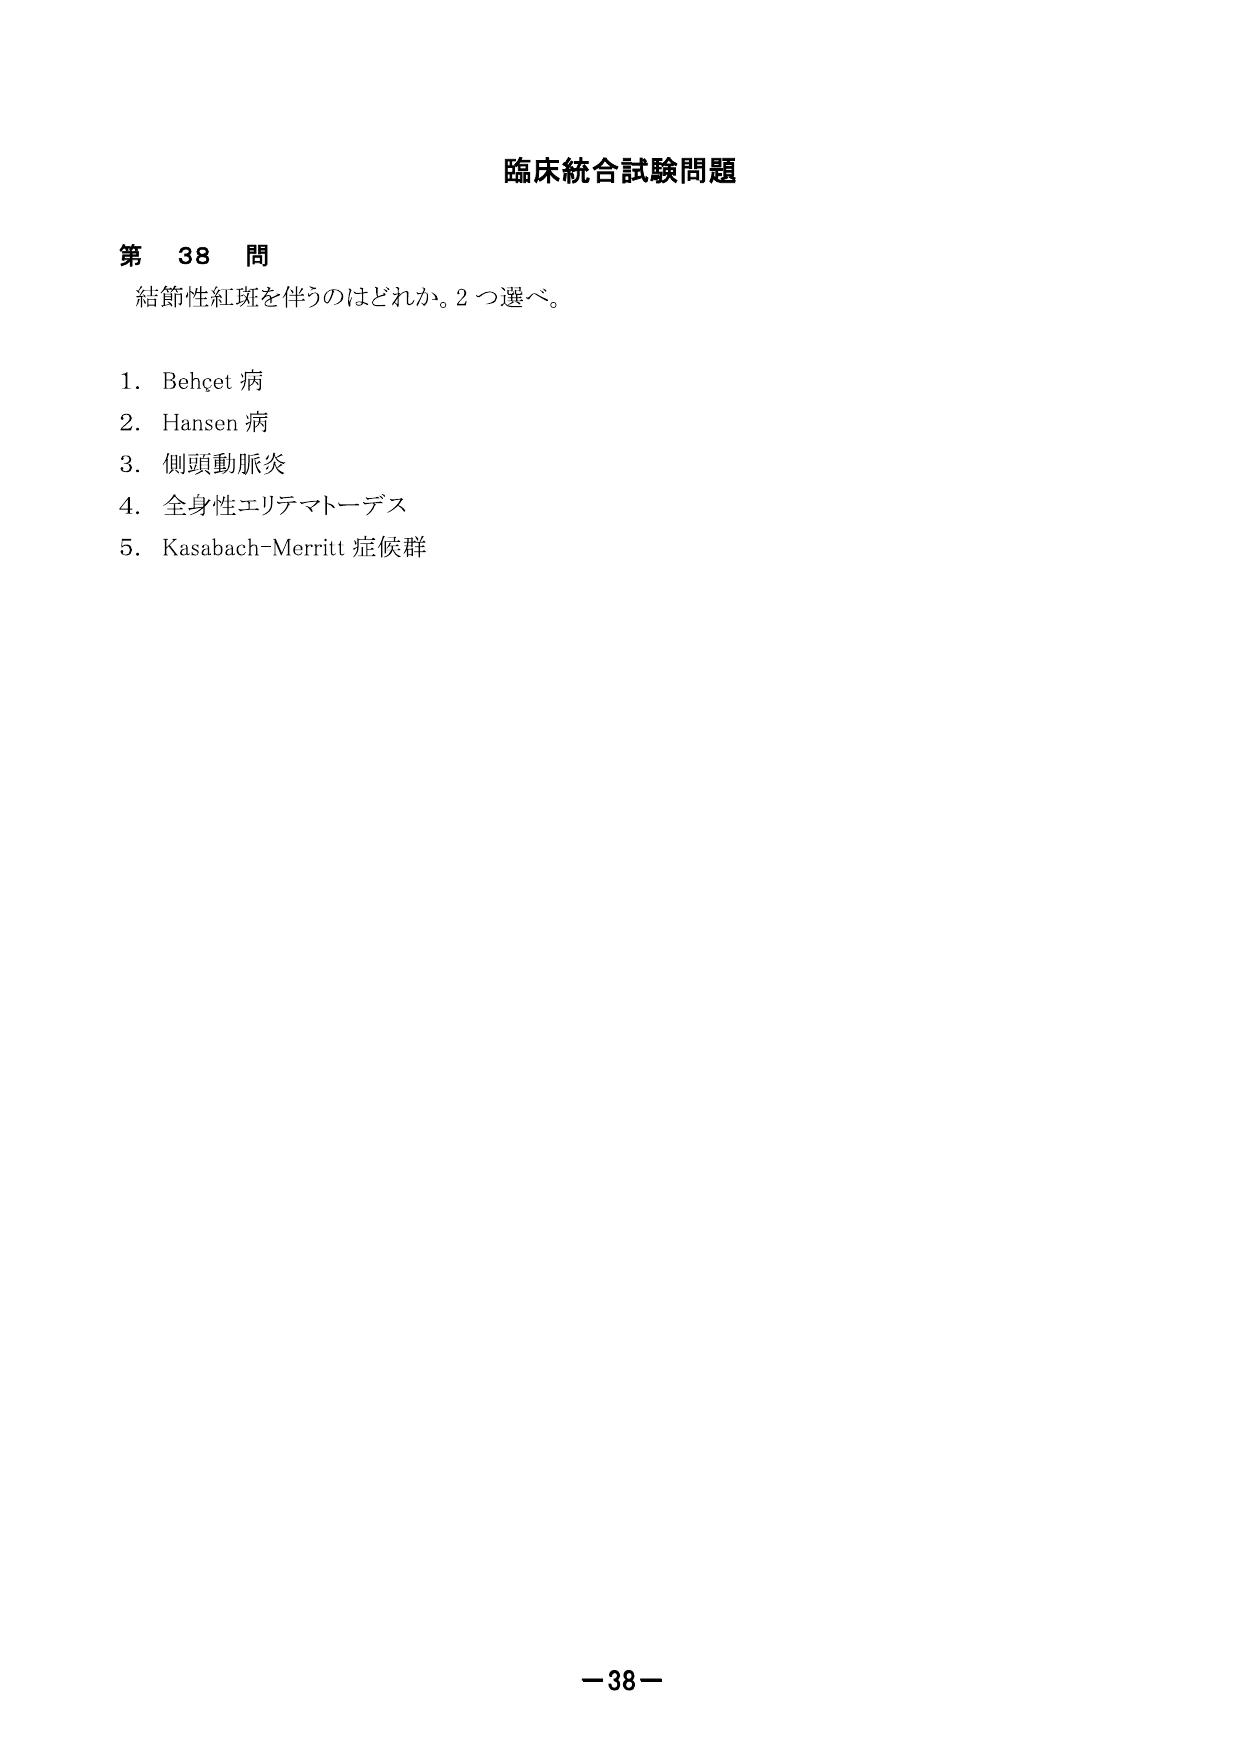 臨床統合試験問題
第　38　問
結節性紅斑を伴うのはどれか。2 つ選べ。
1. Behçet 病
2. Hansen 病
3. 側頭動脈炎
4. 全身性エリテマトーデス
5. Kasabach-Merritt 症候群
－38－